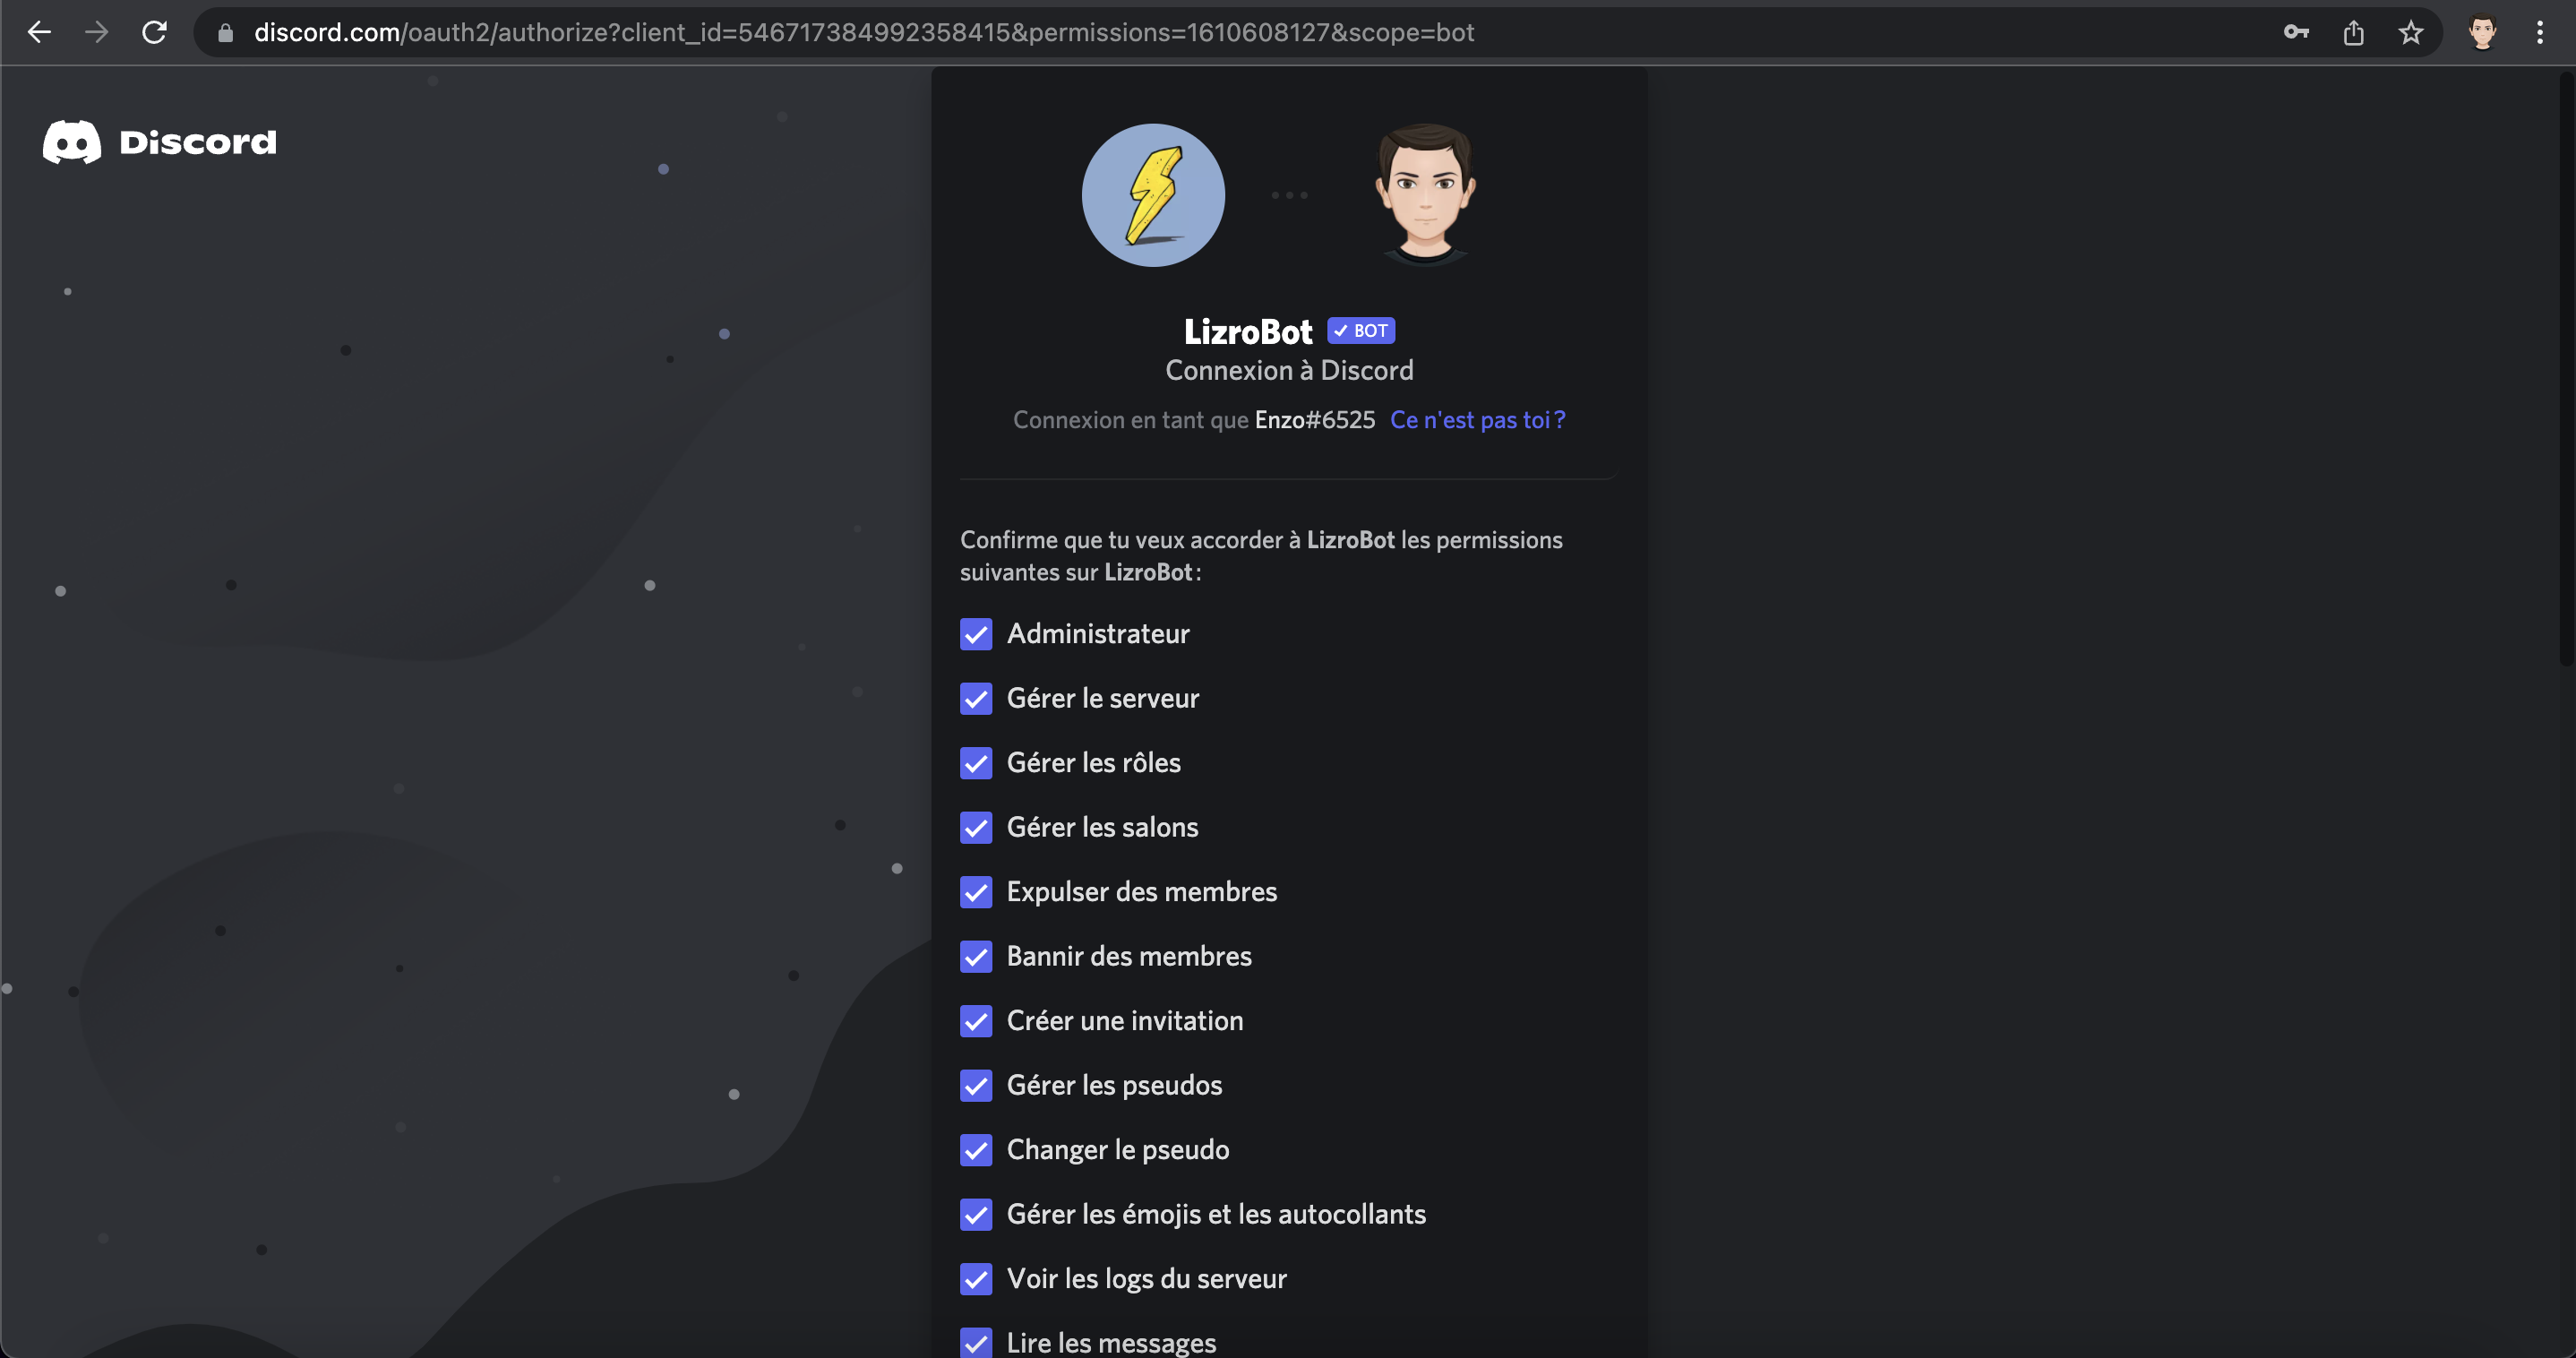 discord.com/oauth2/authorize?client_id=546717384992358415&permissions=1610608127&scope=bot
Discord
LizroBot BOT
Connexion à Discord
Connexion en tant que Enzo#6525 Ce n'est pas toi ?
Confirme que tu veux accorder à LizroBot les permissions
suivantes sur LizroBot :
Administrateur
Gérer le serveur
Gérer les rôles
Gérer les salons
Expulser des membres
Bannir des membres
Créer une invitation
Gérer les pseudos
Changer le pseudo
Gérer les émojis et les autocollants
Voir les logs du serveur
Lire les messages